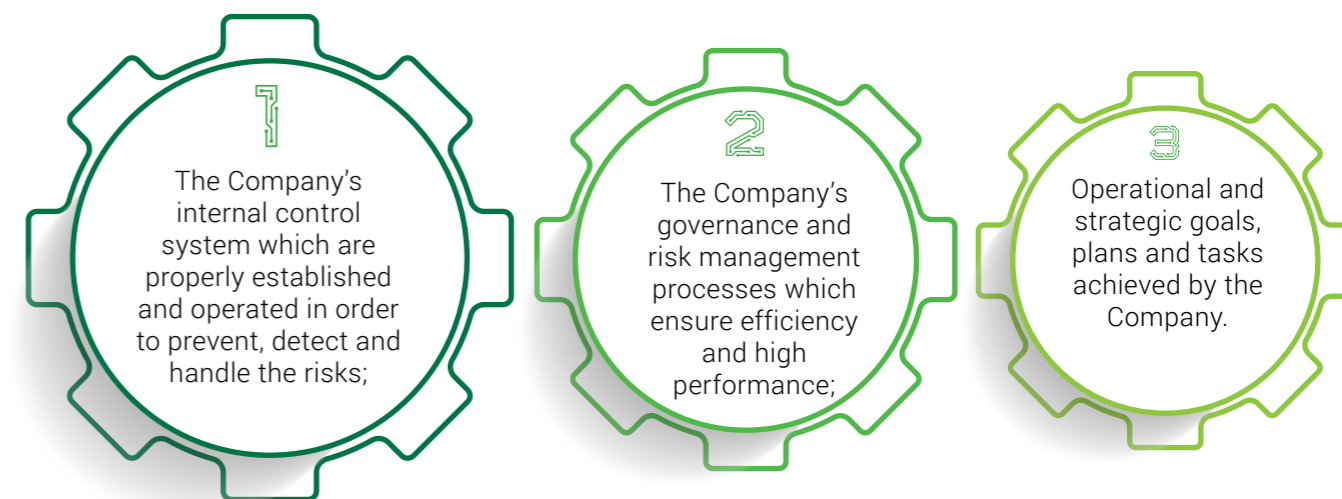 1
The Company's
internal control
system which are
properly established
and operated in order
to prevent, detect and
handle the risks;
2
The Company's
governance and
risk management
processes which
ensure efficiency
and high
performance;
3
Operational and
strategic goals,
plans and tasks
achieved by the
Company.